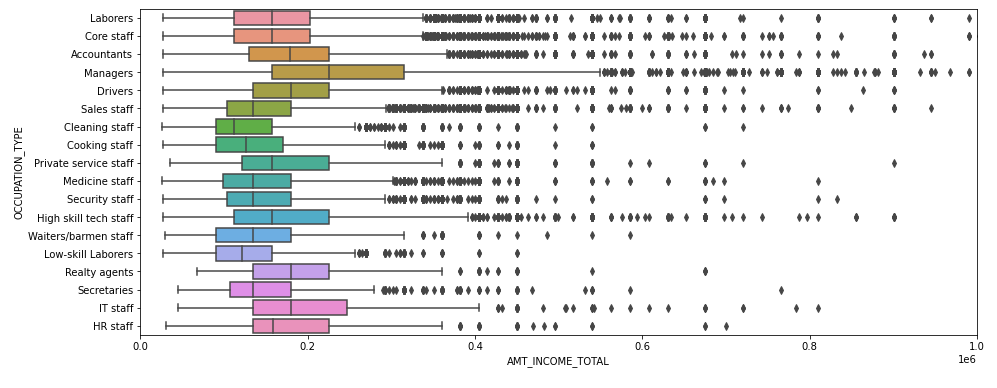 Laborers
Core staff
Accountants
Managers
Drivers
Sales staff
Cleaning staff
Cooking staff
Private service staff
Medicine staff
Security staff
High skill tech staff
Waiters/barmen staff
Low-skill Laborers
Realty agents
Secretaries
IT staff
HR staff
OCCUPATION_TYPE
0.0 0.2 0.4 0.6 0.8 1.0
1e6
AMT_INCOME_TOTAL